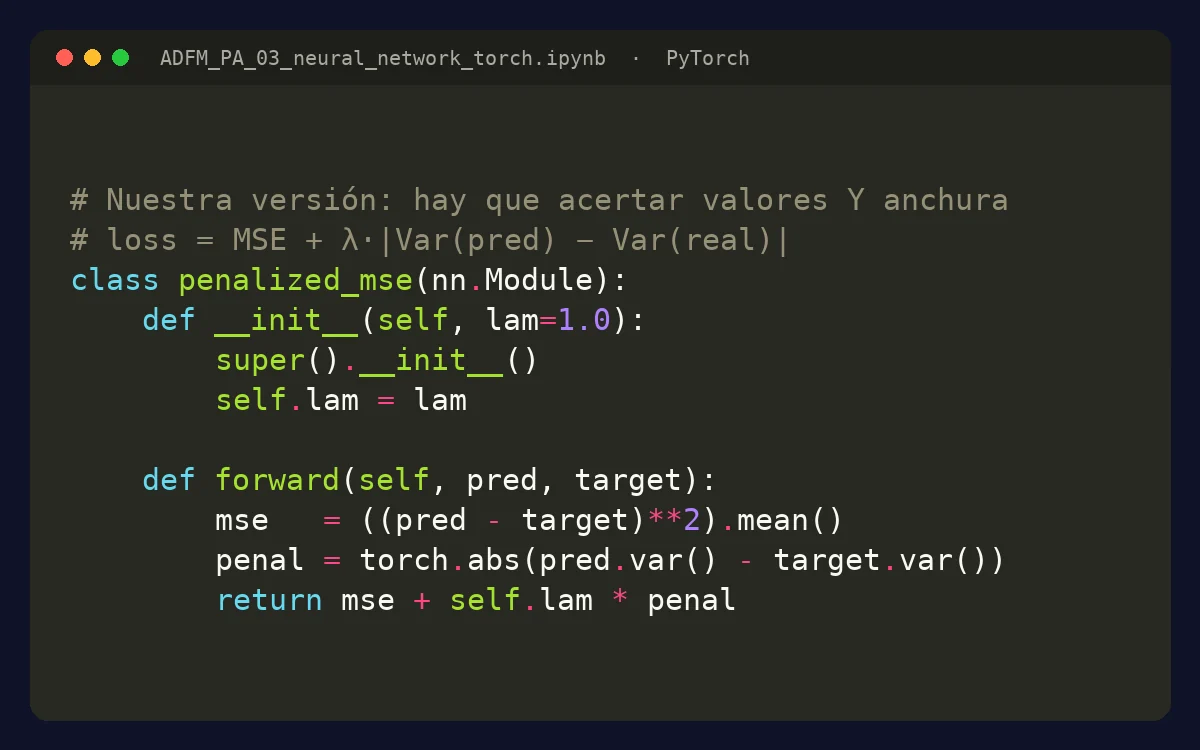 ADFM_PA_03_neural_network_torch.ipynb · PyTorch
# Nuestra versión: hay que acertar valores Y anchura
# loss = MSE + λ·|Var(pred) − Var(real)|
class penalized_mse(nn.Module):
    def __init__(self, lam=1.0):
        super().__init__()
        self.lam = lam
    def forward(self, pred, target):
        mse   = ((pred - target)**2).mean()
        penal = torch.abs(pred.var() - target.var())
        return mse + self.lam * penal